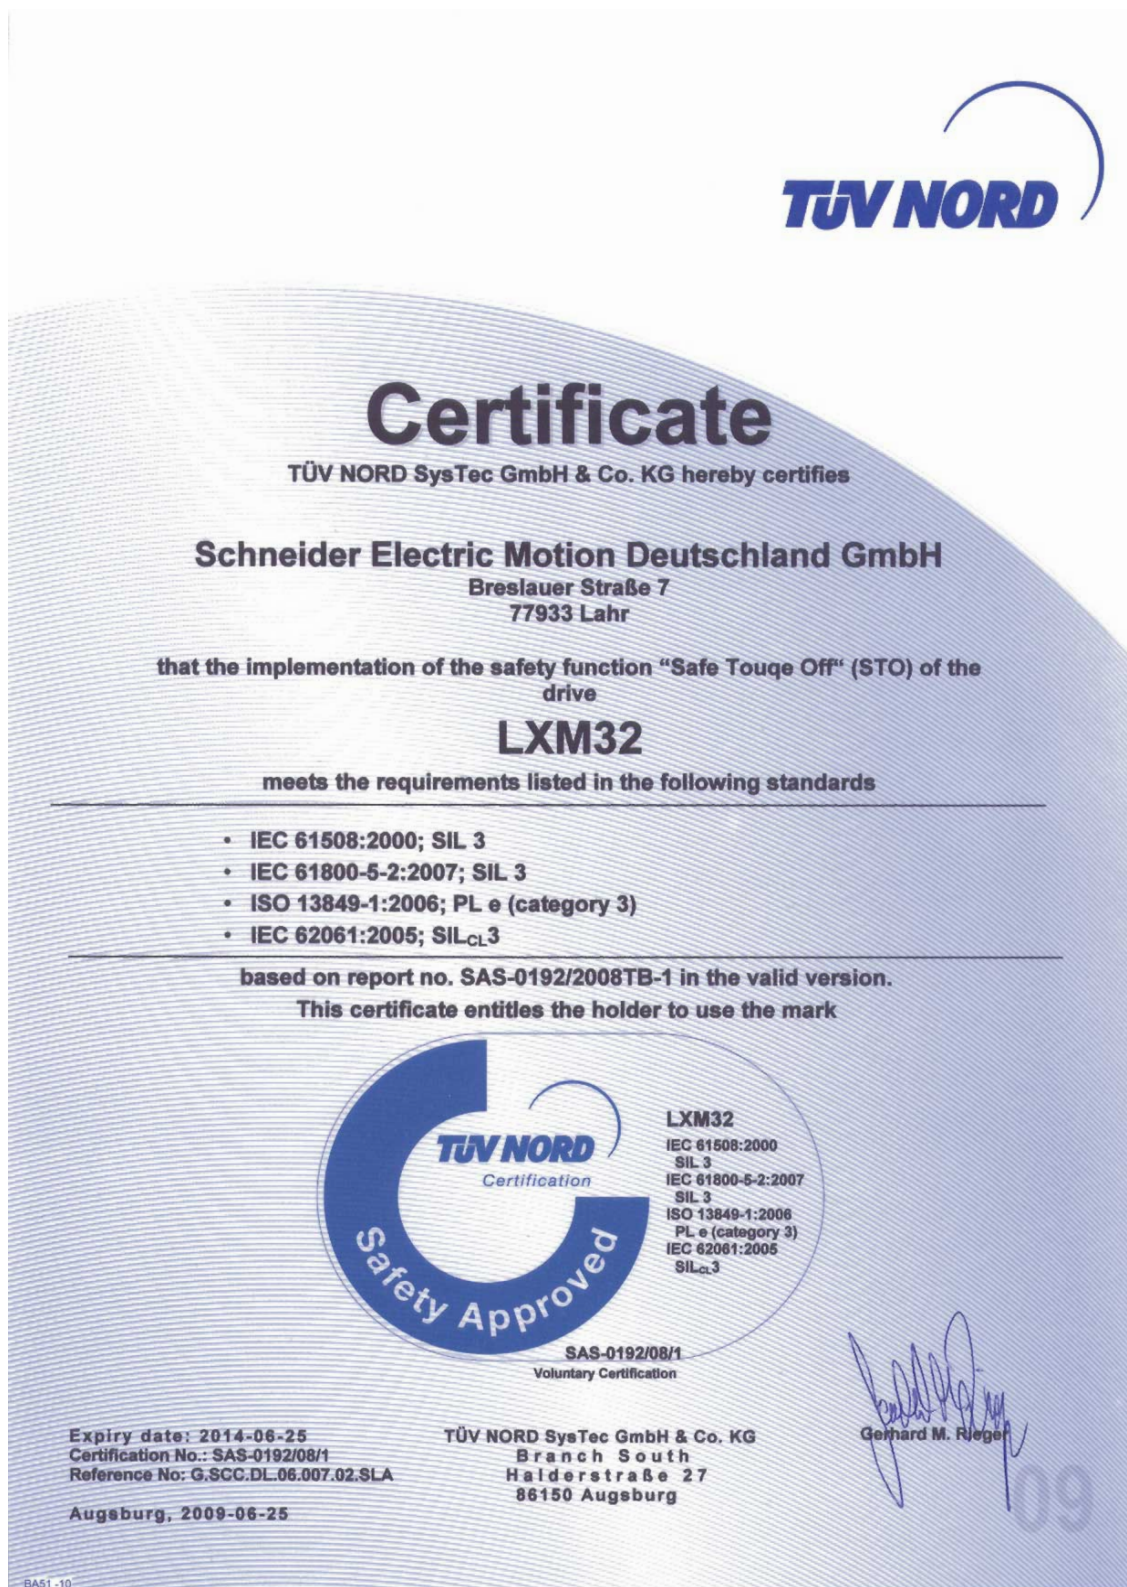 TÜV NORD
Certificate
TÜV NORD SysTec GmbH & Co. KG hereby certifies
Schneider Electric Motion Deutschland GmbH
Breslauer Straße 7
77933 Lahr
that the implementation of the safety function “Safe Touqe Off“ (STO) of the
drive
LXM32
meets the requirements listed in the following standards
• IEC 61508:2000; SIL 3
• IEC 61800-5-2:2007; SIL 3
• ISO 13849-1:2006; PL e (category 3)
• IEC 62061:2005; SILCL3
based on report no. SAS-0192/2008TB-1 in the valid version.
This certificate entitles the holder to use the mark
TÜV NORD
Certification
Safety Approved
LXM32
IEC 61508:2000
SIL 3
IEC 61800-5-2:2007
SIL 3
ISO 13849-1:2006
PL e (category 3)
IEC 62061:2005
SILCL3
SAS-0192/08/1
Voluntary Certification
Expiry date: 2014-06-25
Certification No.: SAS-0192/08/1
Reference No: G.SCC.DL.06.007.02.SLA
Augsburg, 2009-06-25
TÜV NORD SysTec GmbH & Co. KG
Branch South
Halderstraße 27
86150 Augsburg
Gerhard M. Rieger
09
BA51 -10